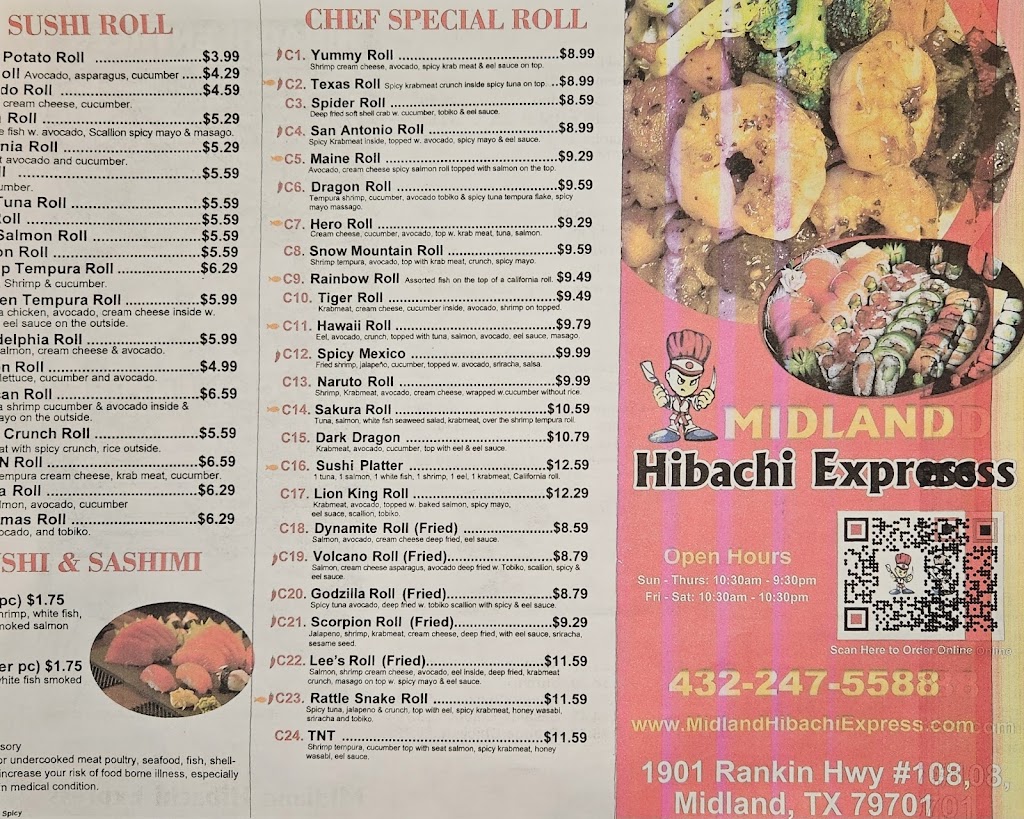 SUSHI ROLL
Potato Roll ..................$3.99
oll Avocado, asparagus, cucumber .....$4.29
do Roll .........................$4.59
cream cheese, cucumber.
Roll ............................$5.29
e fish w. avocado, Scallion spicy mayo & masago.
nia Roll ........................$5.29
t avocado and cucumber.
ll ..............................$5.59
umber.
Tuna Roll ......................$5.59
Roll ...........................$5.59
Salmon Roll ...................$5.59
on Roll ........................$5.59
p Tempura Roll ...............$6.29
Shrimp & cucumber.
en Tempura Roll ..............$5.99
a chicken, avocado, cream cheese inside w.
eel sauce on the outside.
delphia Roll ...................$5.99
almon, cream cheese & avocado.
n Roll .........................$4.99
lettuce, cucumber and avocado.
can Roll .......................$6.59
a shrimp cucumber & avocado inside &
ayo on the outside.
Crunch Roll ...................$5.59
at with spicy crunch, rice outside.
N Roll .........................$6.59
empura cream cheese, krab meat, cucumber.
a Roll .........................$6.29
lmon, avocado, cucumber
mas Roll ......................$6.29
ocado, and tobiko.
SHI & SASHIMI
pc) $1.75
hrimp, white fish,
moked salmon
er pc) $1.75
white fish smoked
sory
or undercooked meat poultry, seafood, fish, shell-
increase your risk of food borne illness, especially
n medical condition.
Spicy
CHEF SPECIAL ROLL
C1. Yummy Roll ..............................$8.99
Shrimp cream cheese, avocado, spicy krab meat & eel sauce on top.
C2. Texas Roll Spicy krabmeat crunch inside spicy tuna on top. ..$8.99
C3. Spider Roll ..............................$8.59
Deep fried soft shell crab w. cucumber, tobiko & eel sauce.
C4. San Antonio Roll ........................$8.99
Spicy Krabmeat Inside, topped w. avocado, spicy mayo & eel sauce.
C5. Maine Roll ..............................$9.29
Avocado, cream cheese spicy salmon roll topped with salmon on the top.
C6. Dragon Roll .............................$9.59
Tempura shrimp, cucumber, avocado tobiko & spicy tuna tempura flake, spicy
mayo massago.
C7. Hero Roll ...............................$9.29
Cream cheese, cucumber, avocado, top w. krab meat, tuna, salmon.
C8. Snow Mountain Roll ......................$9.59
Shrimp tempura, avocado, top with krab meat, crunch, spicy mayo.
C9. Rainbow Roll Assorted fish on the top of a california roll. $9.49
C10. Tiger Roll .............................$9.49
Krabmeat, cream cheese, cucumber inside, avocado, shrimp on topped.
C11. Hawaii Roll ............................$9.79
Eel, avocado, crunch, topped with tuna, salmon, avocado, eel sauce, masago.
C12. Spicy Mexico ...........................$9.99
Fried shrimp, jalapeño, cucumber, topped w. avocado, sriracha, salsa.
C13. Naruto Roll ............................$9.99
Shrimp, Krabmeat, avocado, cream cheese, wrapped w.cucumber without rice.
C14. Sakura Roll ............................$10.59
Tuna, salmon, white fish seaweed salad, krabmeat, over the shrimp tempura roll.
C15. Dark Dragon ............................$10.79
Krabmeat, avocado, cucumber, top with eel & eel sauce.
C16. Sushi Platter ..........................$12.59
1 tuna, 1 salmon, 1 white fish, 1 shrimp, 1 eel, 1 krabmeat, California roll.
C17. Lion King Roll .........................$12.29
Krabmeat, avocado, topped w. baked salmon, spicy mayo,
eel suace, scallion, tobiko.
C18. Dynamite Roll (Fried) ..................$8.59
Salmon, avocado, cream cheese deep fried, eel sauce.
C19. Volcano Roll (Fried)....................$8.79
Salmon, cream cheese asparagus, avocado deep fried w. Tobiko, scallion, spicy &
eel sauce.
C20. Godzilla Roll (Fried)...................$8.79
Spicy tuna avocado, deep fried w. tobiko scallion with spicy & eel sauce.
C21. Scorpion Roll (Fried)...................$9.29
Jalapeno, shrimp, krabmeat, cream cheese, deep fried, with eel sauce, sriracha,
sesame seed.
C22. Lee's Roll (Fried)......................$11.59
Salmon, shrimp cream cheese, avocado, eel inside, deep fried, krabmeat
crunch, masago on top w. spicy mayo & eel sauce.
C23. Rattle Snake Roll ......................$11.59
Spicy tuna, jalapeno & crunch, top with eel, spicy krabmeat, honey wasabi,
sriracha and tobiko.
C24. TNT ....................................$11.59
Shrimp tempura, cucumber top with seat salmon, spicy krabmeat, honey
wasabi, eel sauce.
MIDLAND
Hibachi Express
Open Hours
Sun - Thurs: 10:30am - 9:30pm
Fri - Sat: 10:30am - 10:30pm
Scan Here to Order Online
432-247-5588
www.MidlandHibachiExpress.com
1901 Rankin Hwy #108,
Midland, TX 79701